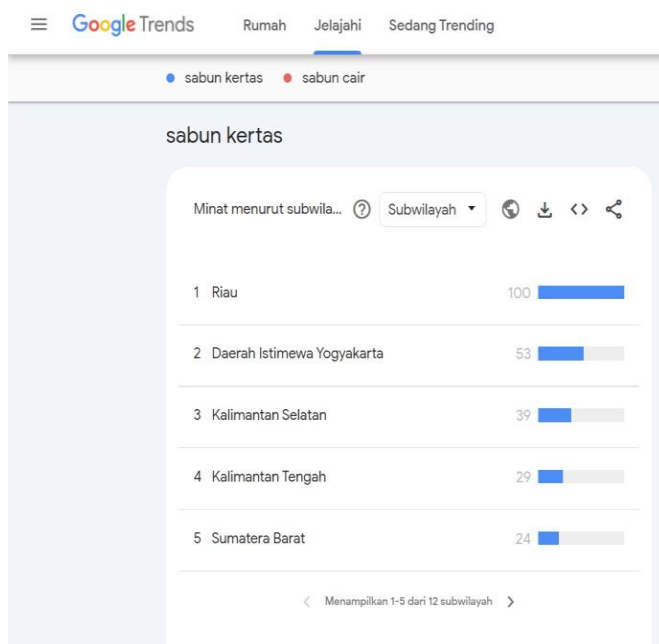 Google Trends Rumah Jelajahi Sedang Trending
sabun kertas sabun cair
sabun kertas
Minat menurut subwila... Subwilayah
1 Riau 100
2 Daerah Istimewa Yogyakarta 53
3 Kalimantan Selatan 39
4 Kalimantan Tengah 29
5 Sumatera Barat 24
Menampilkan 1-5 dari 12 subwilayah